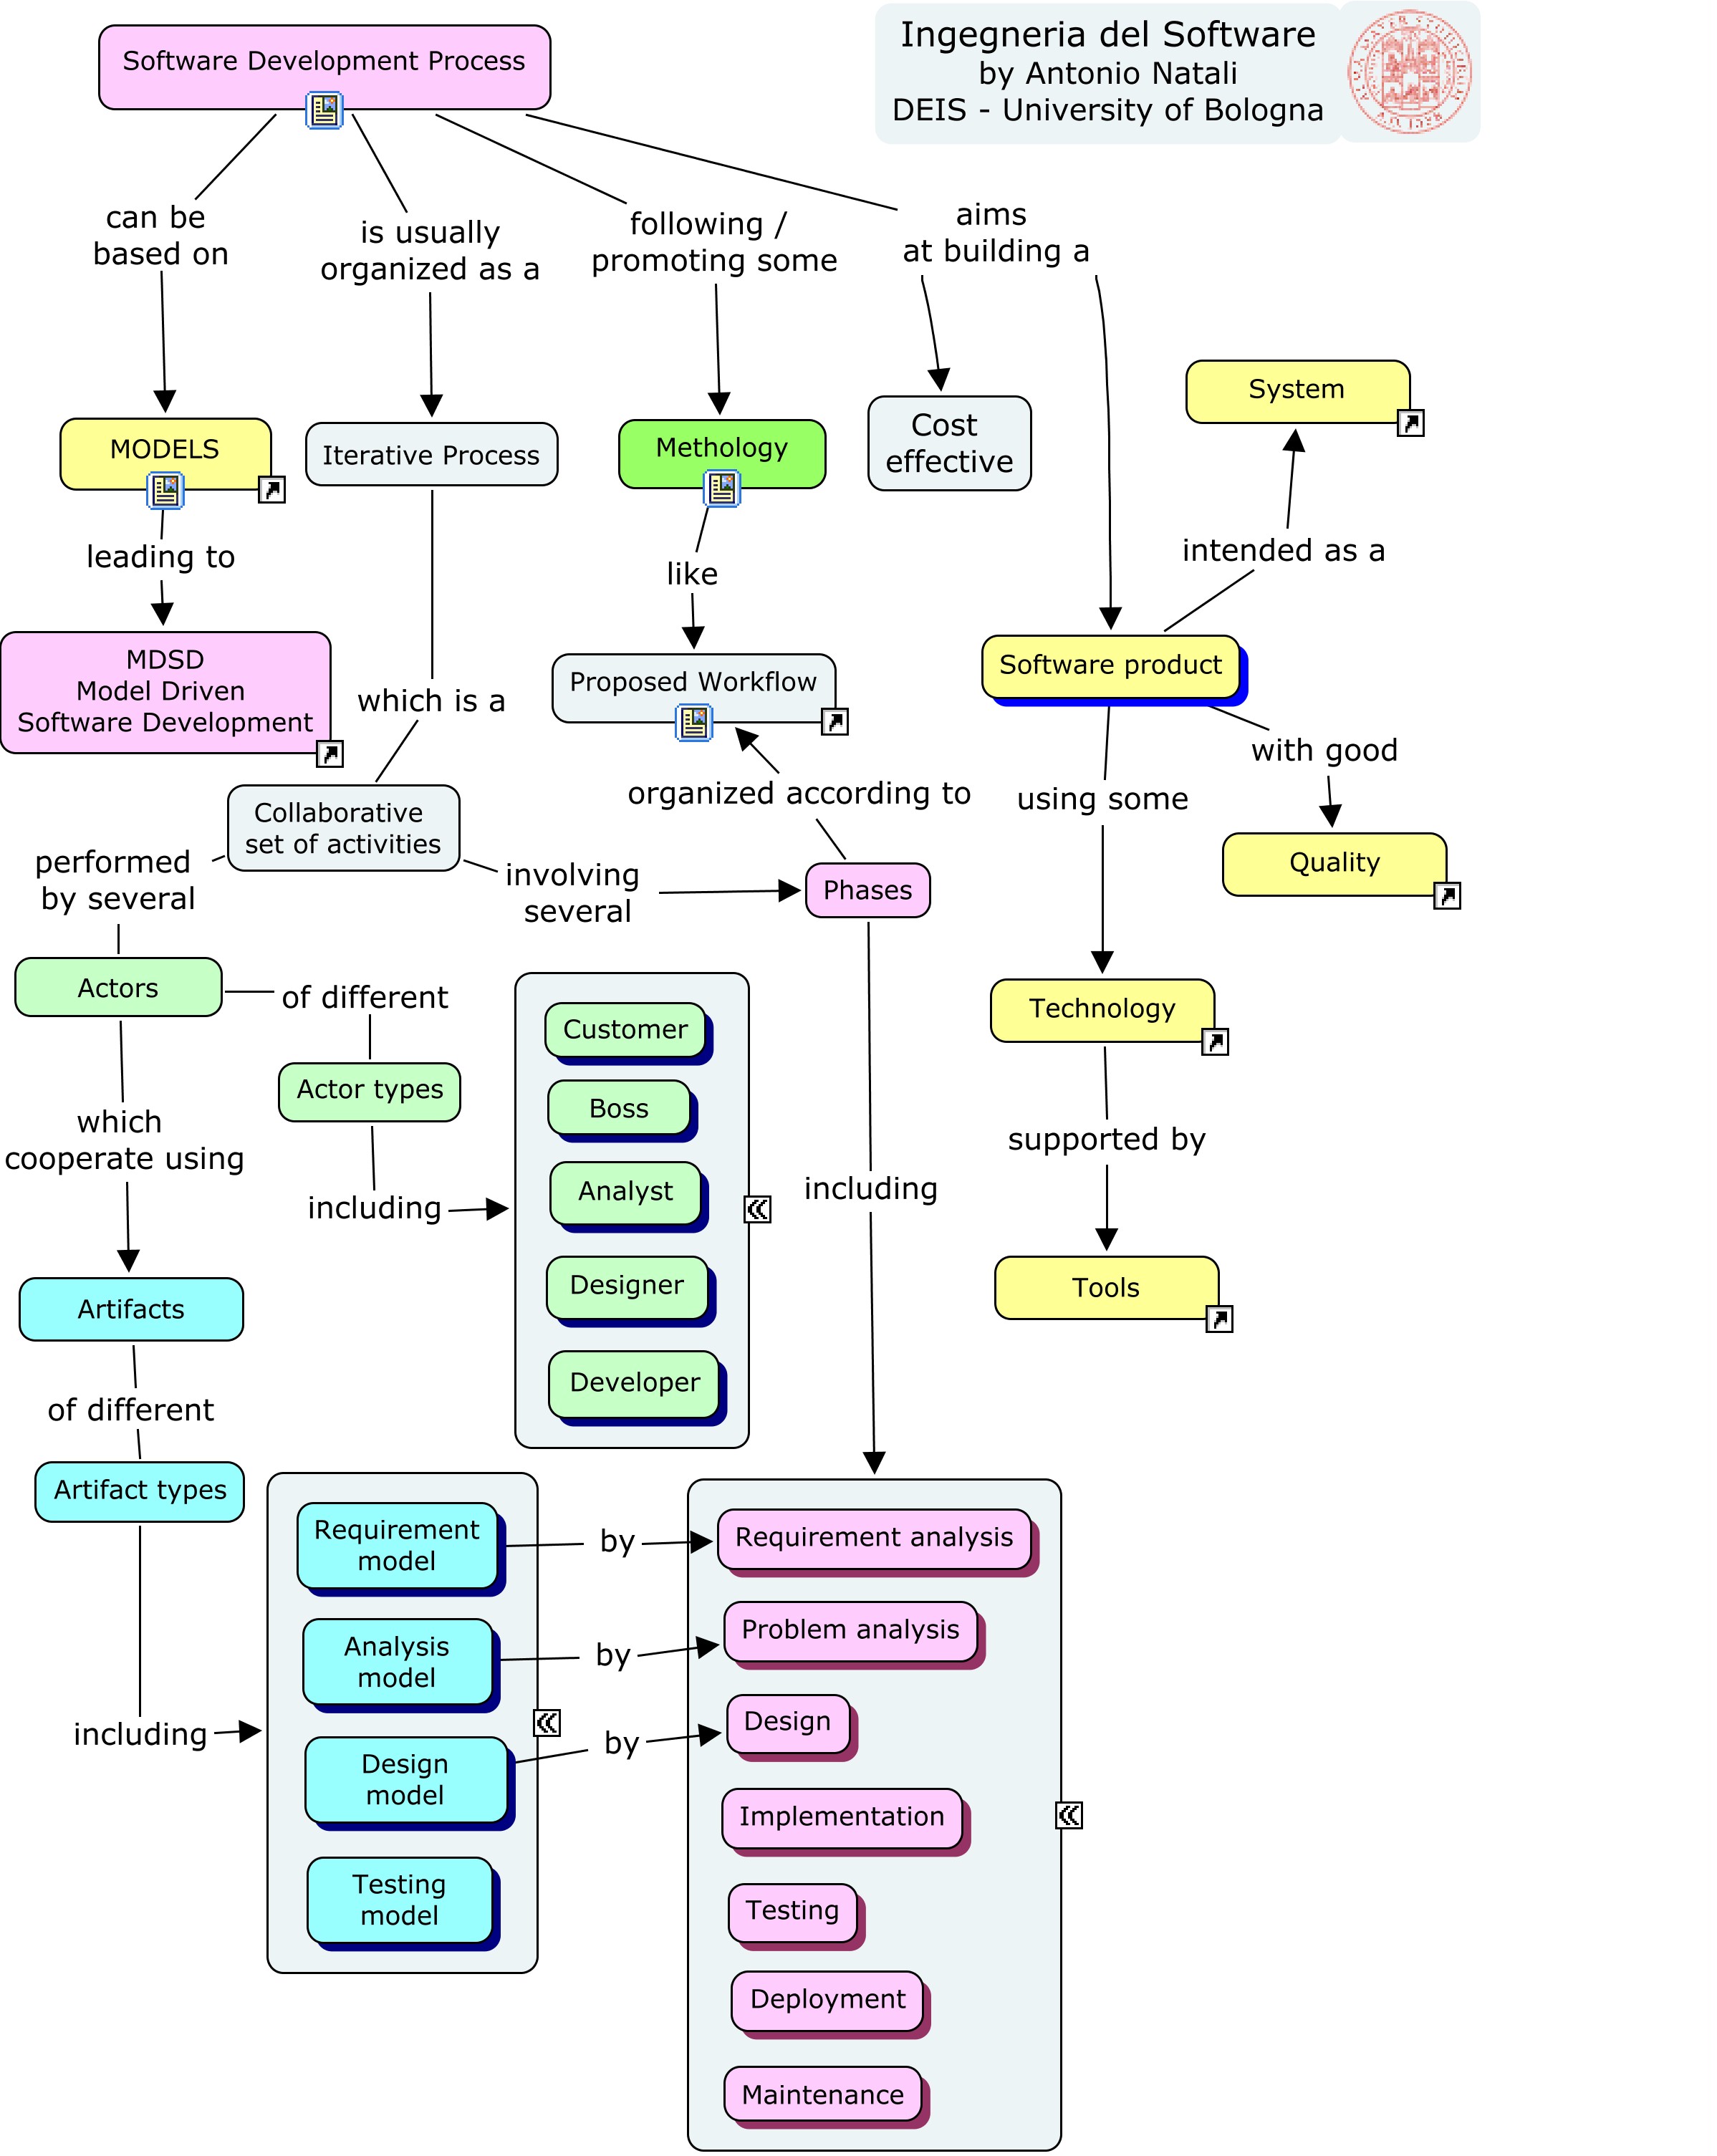 Software Development Process
Ingegneria del Software
by Antonio Natali
DEIS - University of Bologna
can be
based on
is usually
organized as a
following /
promoting some
aims
at building a
MODELS
Iterative Process
Methology
Cost
effective
System
leading to
like
intended as a
MDSD
Model Driven
Software Development
which is a
Proposed Workflow
Software product
organized according to
using some
with good
Quality
Collaborative
set of activities
performed
by several
involving
several
Phases
Actors
of different
Actor types
including
which
cooperate using
Customer
Boss
Analyst
Designer
Developer
including
Technology
supported by
Tools
Artifacts
of different
Artifact types
including
Requirement
model
by
Requirement analysis
Analysis
model
by
Problem analysis
Design
model
by
Design
Implementation
Testing
model
Testing
Deployment
Maintenance